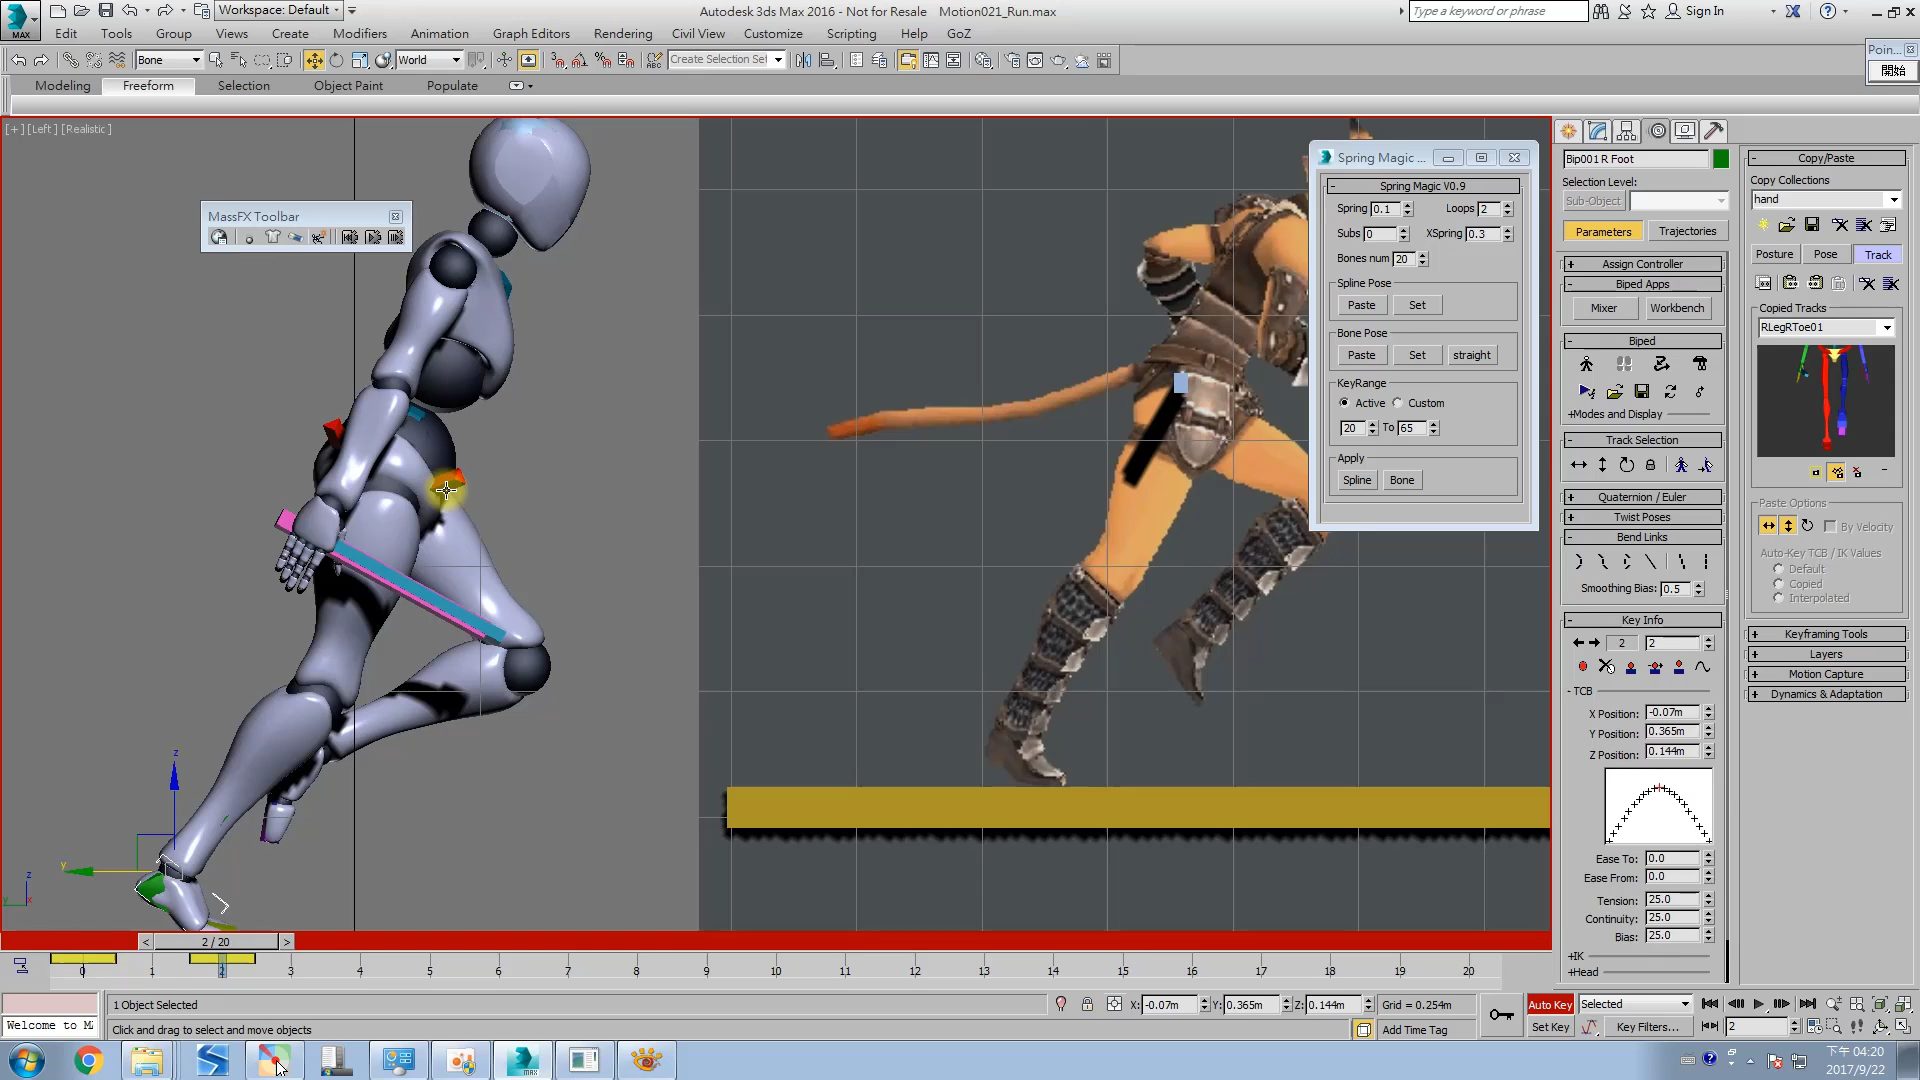 Workspace: Default
Autodesk 3ds Max 2016 - Not for Resale   Motion021_Run.max
Type a keyword or phrase
Sign In
MAX
Edit Tools Group Views Create Modifiers Animation Graph Editors Rendering Civil View Customize Scripting Help GoZ
Poin...
開始
Bone
World
Create Selection Set
Modeling Freeform Selection Object Paint Populate
[+] [Left] [Realistic]
MassFX Toolbar
Spring Magic ...
Spring Magic V0.9
Spring 0.1 Loops 2
Subs 0 XSpring 0.3
Bones num 20
Spline Pose
Paste Set
Bone Pose
Paste Set straight
KeyRange
Active Custom
20 To 65
Apply
Spline Bone
Bip001 R Foot
Selection Level:
Sub-Object
Parameters Trajectories
+ Assign Controller
- Biped Apps
Mixer Workbench
- Biped
+Modes and Display
- Track Selection
+ Quaternion / Euler
+ Twist Poses
- Bend Links
Smoothing Bias: 0.5
- Key Info
2 2
- TCB
X Position: -0.07m
Y Position: 0.365m
Z Position: 0.144m
Ease To: 0.0
Ease From: 0.0
Tension: 25.0
Continuity: 25.0
Bias: 25.0
+IK
+Head
- Copy/Paste
Copy Collections
hand
Posture Pose Track
Copied Tracks
RLegRToe01
Paste Options
By Velocity
Auto-Key TCB / IK Values
Default
Copied
Interpolated
+ Keyframing Tools
+ Layers
+ Motion Capture
+ Dynamics & Adaptation
z
y
z
y x
< 2 / 20 >
0 1 2 3 4 5 6 7 8 9 10 11 12 13 14 15 16 17 18 19 20
1 Object Selected
X: -0.07m Y: 0.365m Z: 0.144m Grid = 0.254m
Auto Key Selected
Welcome to M
Click and drag to select and move objects
Add Time Tag
Set Key Key Filters... 2
MAX
下午 04:20
2017/9/22